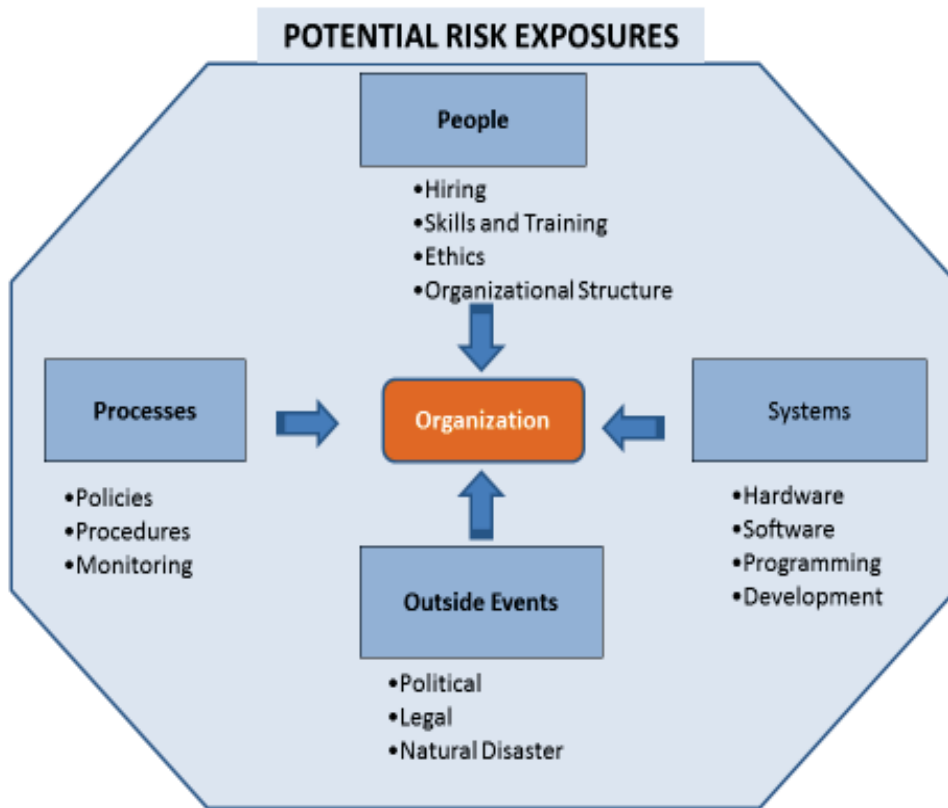 POTENTIAL RISK EXPOSURES
People
•Hiring
•Skills and Training
•Ethics
•Organizational Structure
Processes
•Policies
•Procedures
•Monitoring
Organization
Systems
•Hardware
•Software
•Programming
•Development
Outside Events
•Political
•Legal
•Natural Disaster